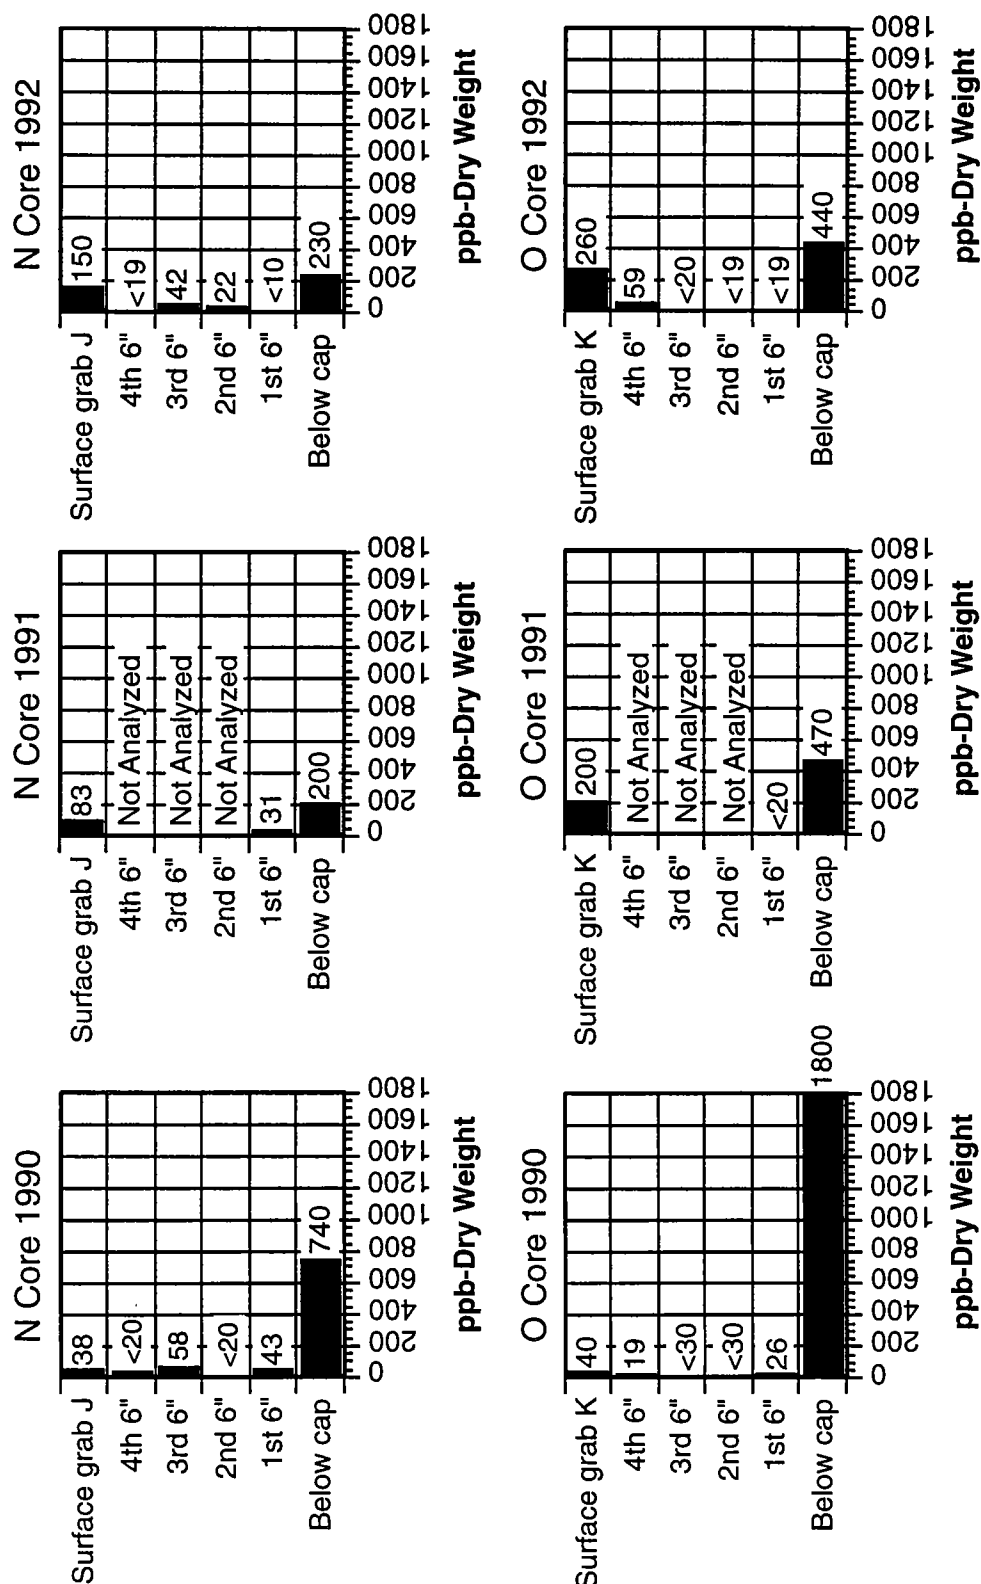 N Core 1990
Surface grab J
38
4th 6"
<20
3rd 6"
58
2nd 6"
<20
1st 6"
43
Below cap
740
0 200 400 600 800 1000 1200 1400 1600 1800
ppb-Dry Weight
N Core 1991
Surface grab J
83
4th 6"
Not Analyzed
3rd 6"
Not Analyzed
2nd 6"
Not Analyzed
1st 6"
31
Below cap
200
0 200 400 600 800 1000 1200 1400 1600 1800
ppb-Dry Weight
N Core 1992
Surface grab J
150
4th 6"
<19
3rd 6"
42
2nd 6"
22
1st 6"
<10
Below cap
230
0 200 400 600 800 1000 1200 1400 1600 1800
ppb-Dry Weight
O Core 1990
Surface grab K
40
4th 6"
19
3rd 6"
<30
2nd 6"
<30
1st 6"
26
Below cap
1800
0 200 400 600 800 1000 1200 1400 1600 1800
ppb-Dry Weight
O Core 1991
Surface grab K
200
4th 6"
Not Analyzed
3rd 6"
Not Analyzed
2nd 6"
Not Analyzed
1st 6"
<20
Below cap
470
0 200 400 600 800 1000 1200 1400 1600 1800
ppb-Dry Weight
O Core 1992
Surface grab K
260
4th 6"
59
3rd 6"
<20
2nd 6"
<19
1st 6"
<19
Below cap
440
0 200 400 600 800 1000 1200 1400 1600 1800
ppb-Dry Weight